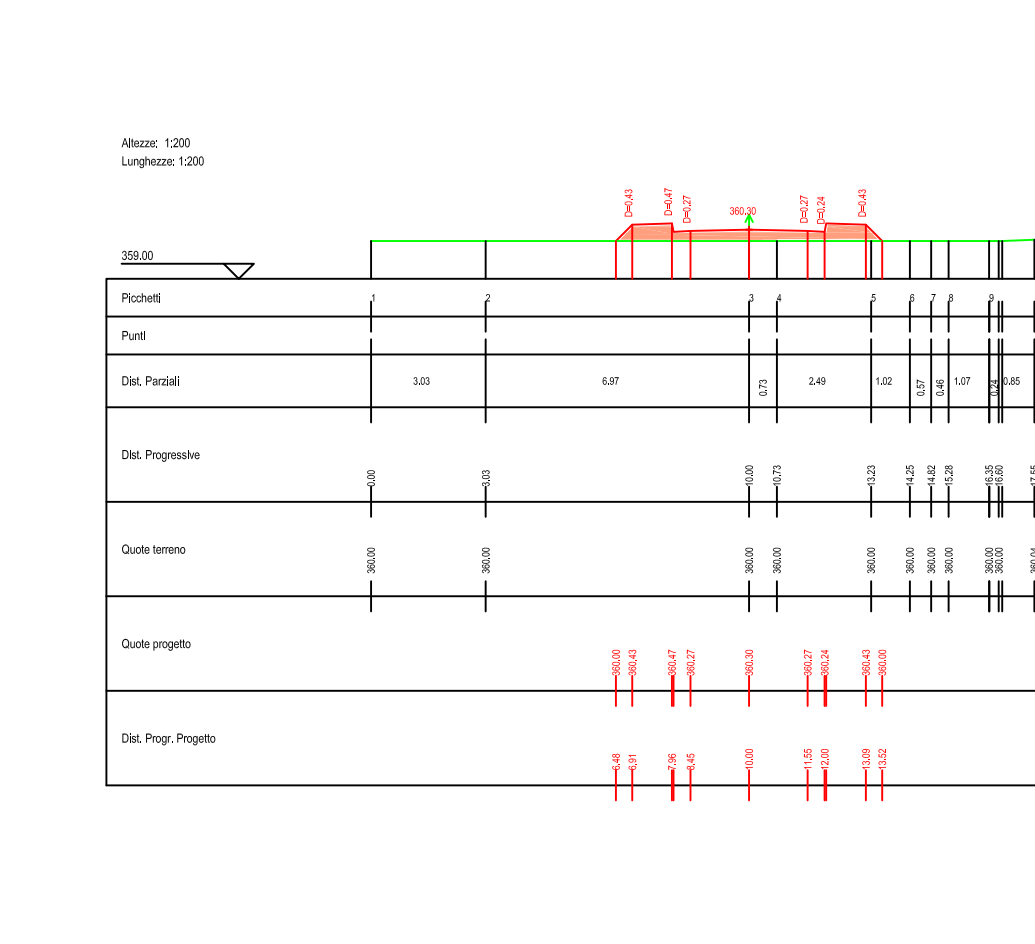 Altezze: 1:200
Lunghezze: 1:200
D=0.43 D=0.47 D=0.27 360.30 D=0.27 D=0.24 D=0.43
359.00
Picchetti 1 2 3 4 5 6 7 8 9
Punti
Dist. Parziali 3.03 6.97 0.73 2.49 1.02 0.57 0.46 1.07 0.24 0.85
Dist. Progressive 0.00 3.03 10.00 10.73 13.23 14.25 14.82 15.28 16.35 16.60 17.55
Quote terreno 360.00 360.00 360.00 360.00 360.00 360.00 360.00 360.00 360.00 360.00 360.04
Quote progetto 360.00 360.43 360.47 360.27 360.30 360.27 360.24 360.43 360.00
Dist. Progr. Progetto 6.48 6.91 7.96 8.45 10.00 11.55 12.00 13.09 13.52